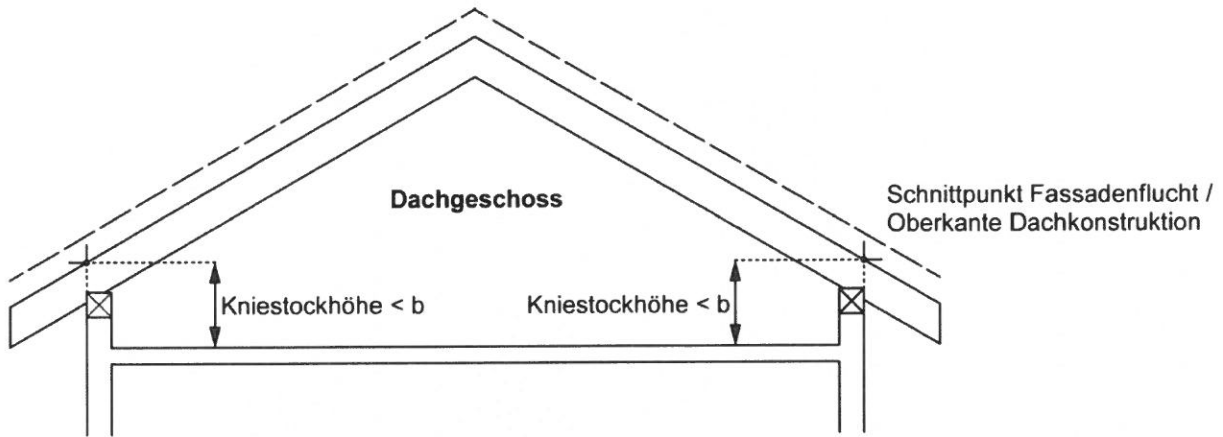 Dachgeschoss
Schnittpunkt Fassadenflucht /
Oberkante Dachkonstruktion
Kniestockhöhe < b
Kniestockhöhe < b